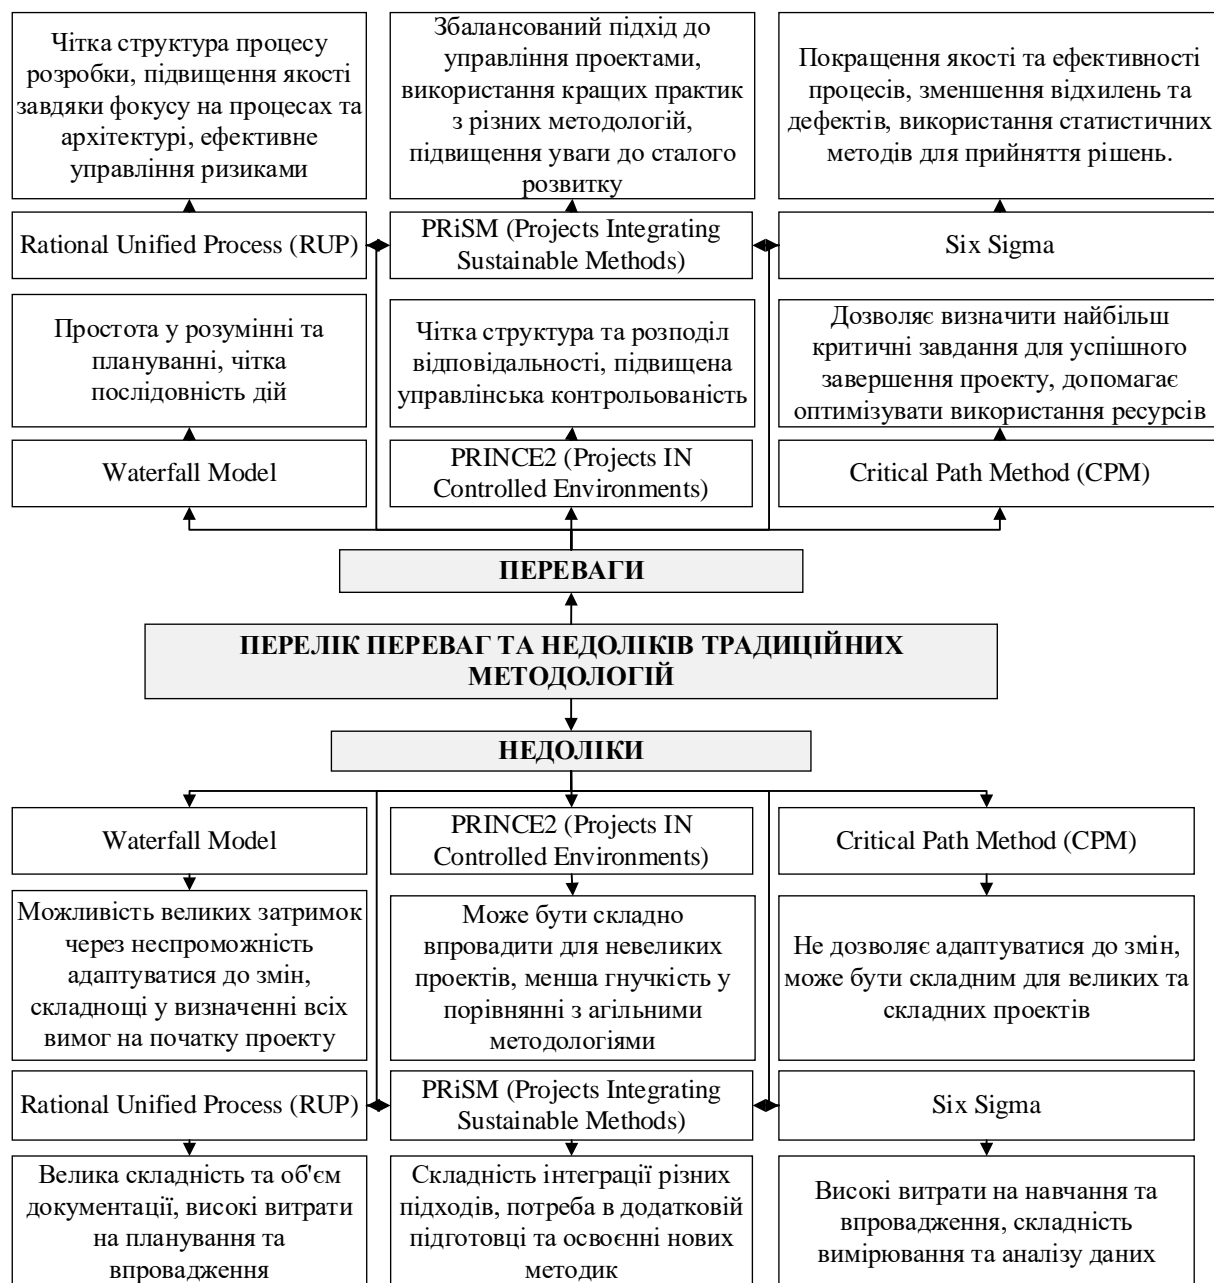 Чітка структура процесу
розробки, підвищення якості
завдяки фокусу на процесах та
архітектурі, ефективне
управління ризиками
Збалансований підхід до
управління проектами,
використання кращих практик
з різних методологій,
підвищення уваги до сталого
розвитку
Покращення якості та ефективності
процесів, зменшення відхилень та
дефектів, використання статистичних
методів для прийняття рішень.
Rational Unified Process (RUP)
PRiSM (Projects Integrating
Sustainable Methods)
Six Sigma
Простота у розумінні та
плануванні, чітка
послідовність дій
Чітка структура та розподіл
відповідальності, підвищена
управлінська контрольованість
Дозволяє визначити найбільш
критичні завдання для успішного
завершення проекту, допомагає
оптимізувати використання ресурсів
Waterfall Model
PRINCE2 (Projects IN
Controlled Environments)
Critical Path Method (CPM)
ПЕРЕВАГИ
ПЕРЕЛІК ПЕРЕВАГ ТА НЕДОЛІКІВ ТРАДИЦІЙНИХ
МЕТОДОЛОГІЙ
НЕДОЛІКИ
Waterfall Model
PRINCE2 (Projects IN
Controlled Environments)
Critical Path Method (CPM)
Можливість великих затримок
через неспроможність
адаптуватися до змін,
складнощі у визначенні всіх
вимог на початку проекту
Може бути складно
впровадити для невеликих
проектів, менша гнучкість у
порівнянні з агільними
методологіями
Не дозволяє адаптуватися до змін,
може бути складним для великих та
складних проектів
Rational Unified Process (RUP)
PRiSM (Projects Integrating
Sustainable Methods)
Six Sigma
Велика складність та об'єм
документації, високі витрати
на планування та
впровадження
Складність інтеграції різних
підходів, потреба в додатковій
підготовці та освоєнні нових
методик
Високі витрати на навчання та
впровадження, складність
вимірювання та аналізу даних